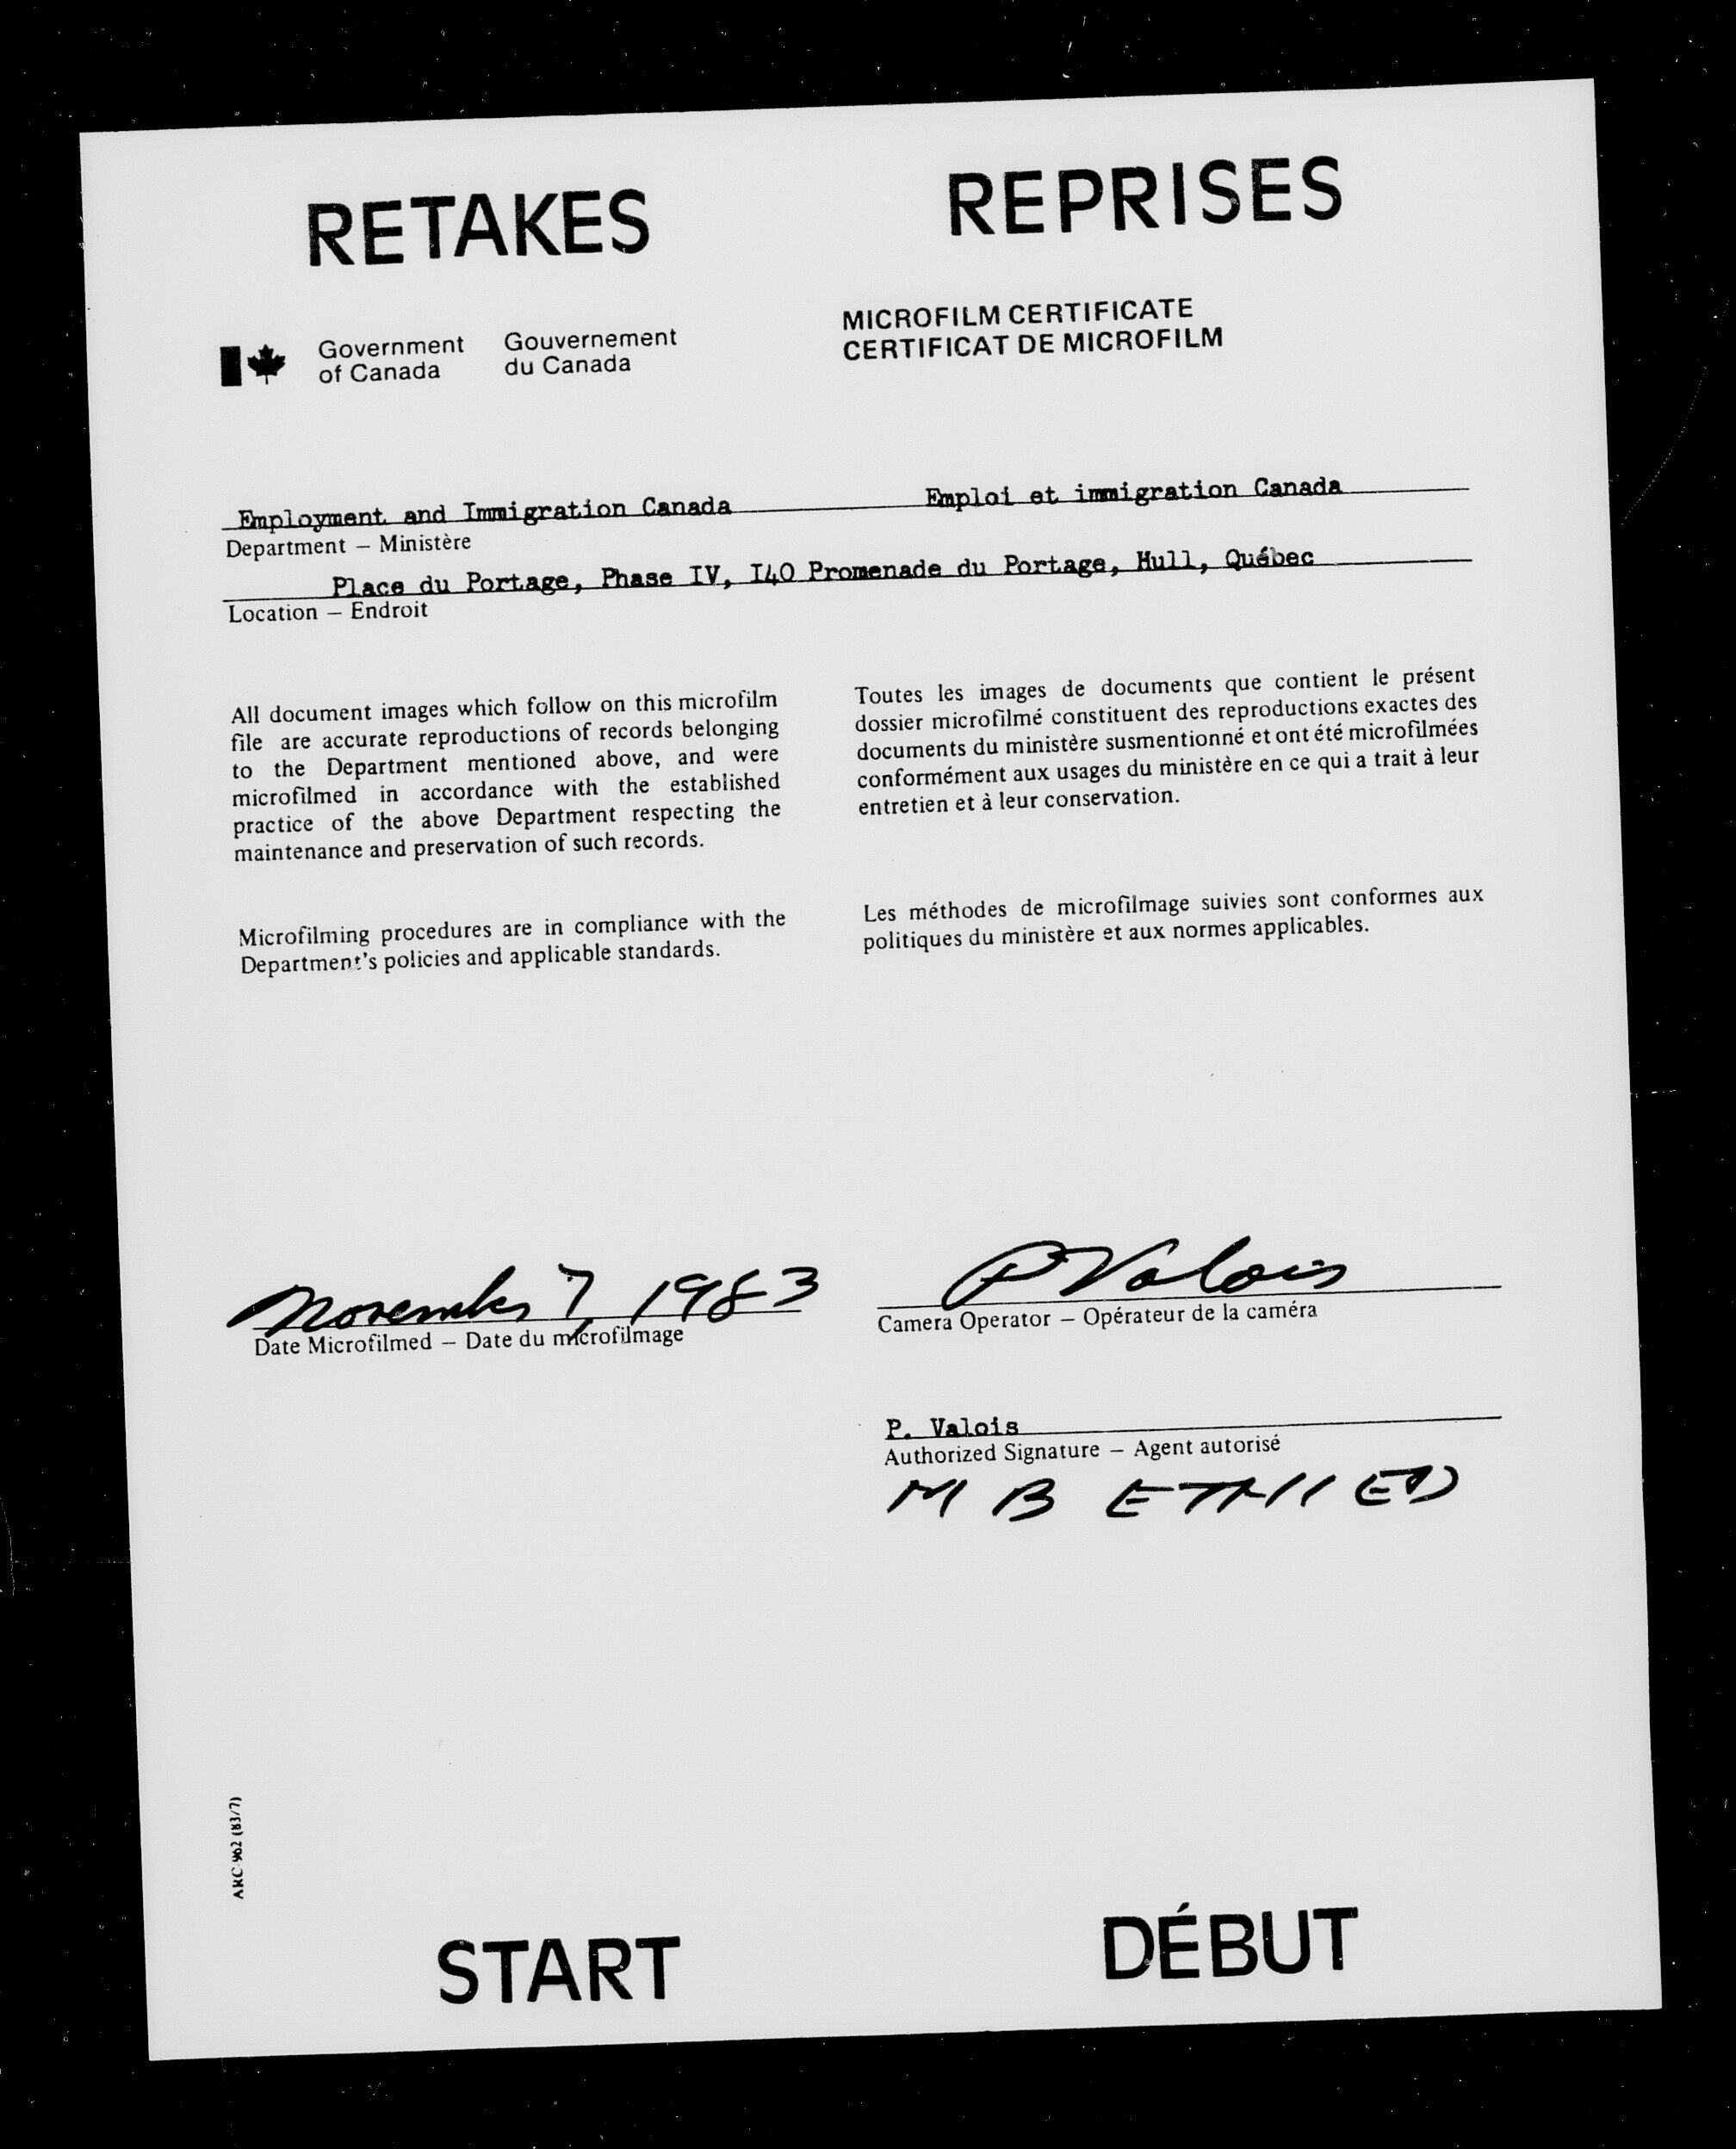 RETAKES REPRISES
Government Gouvernement
of Canada du Canada
MICROFILM CERTIFICATE
CERTIFICAT DE MICROFILM
Employment and Immigration Canada Emploi et immigration Canada
Department – Ministère
Place du Portage, Phase IV, I40 Promenade du Portage, Hull, Québec
Location – Endroit
All document images which follow on this microfilm
file are accurate reproductions of records belonging
to the Department mentioned above, and were
microfilmed in accordance with the established
practice of the above Department respecting the
maintenance and preservation of such records.
Microfilming procedures are in compliance with the
Department's policies and applicable standards.
Toutes les images de documents que contient le présent
dossier microfilmé constituent des reproductions exactes des
documents du ministère susmentionné et ont été microfilmées
conformément aux usages du ministère en ce qui a trait à leur
entretien et à leur conservation.
Les méthodes de microfilmage suivies sont conformes aux
politiques du ministère et aux normes applicables.
November 7, 1983
Date Microfilmed – Date du microfilmage
P Valois
Camera Operator – Opérateur de la caméra
P. Valois
Authorized Signature – Agent autorisé
M B
ARC-962 (83/7)
START DÉBUT